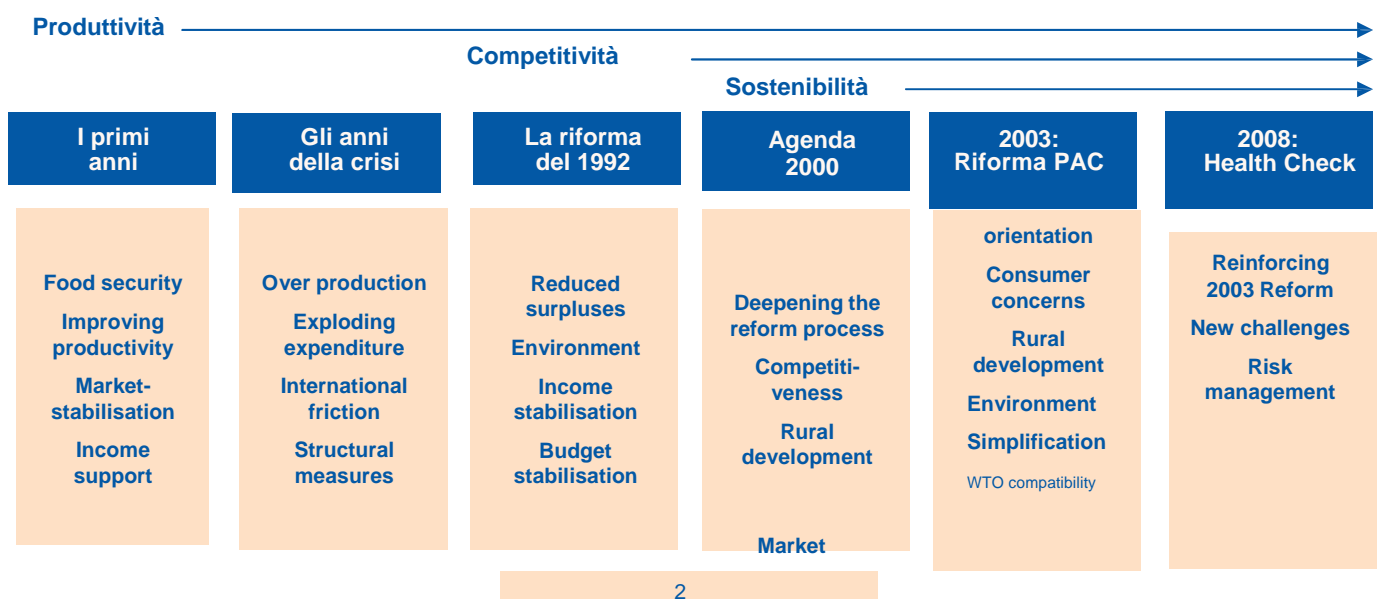 Produttività
Competitività
Sostenibilità
I primi
anni
Gli anni
della crisi
La riforma
del 1992
Agenda
2000
2003:
Riforma PAC
2008:
Health Check
Food security
Improving
productivity
Market-
stabilisation
Income
support
Over production
Exploding
expenditure
International
friction
Structural
measures
Reduced
surpluses
Environment
Income
stabilisation
Budget
stabilisation
Deepening the
reform process
Competiti-
veness
Rural
development
Market
orientation
Consumer
concerns
Rural
development
Environment
Simplification
WTO compatibility
Reinforcing
2003 Reform
New challenges
Risk
management
2